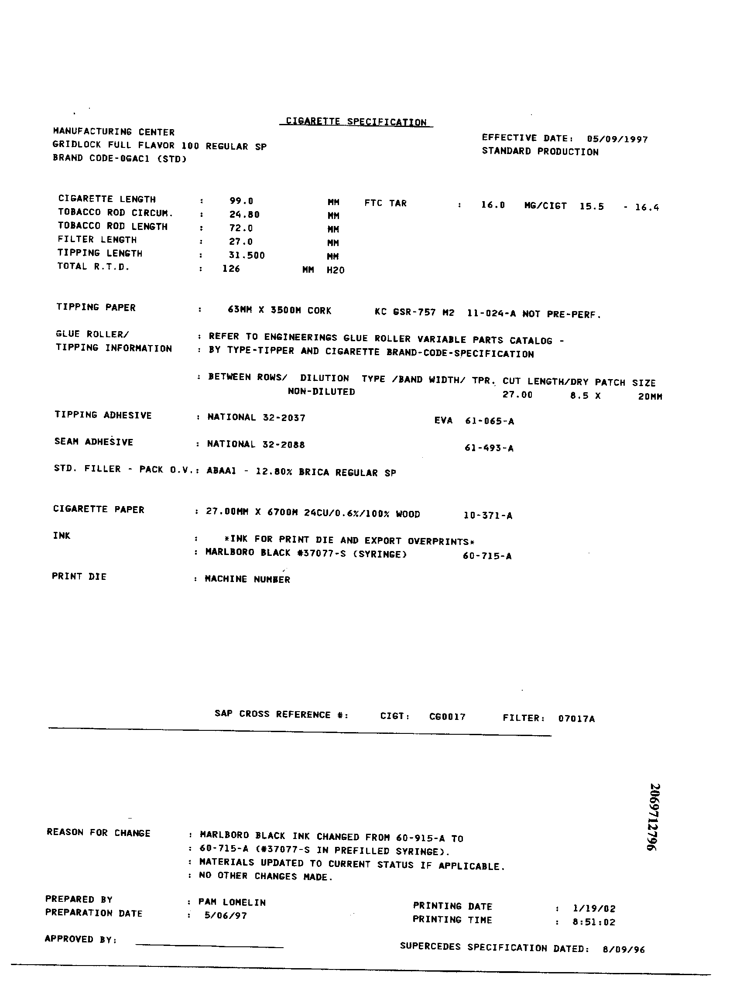 CIGARETTE SPECIFICATION
MANUFACTURING CENTER
EFFECTIVE DATE: 05/09/1997
GRIDLOCK FULL FLAVOR 100 REGULAR SP
STANDARD PRODUCTION
BRAND CODE-0GAC1 (STD)
CIGARETTE LENGTH : 99.0 MM FTC TAR : 16.0 MG/CIGT 15.5 - 16.4
TOBACCO ROD CIRCUM. : 24.80 MM
TOBACCO ROD LENGTH : 72.0 MM
FILTER LENGTH : 27.0 MM
TIPPING LENGTH : 31.500 MM
TOTAL R.T.D. : 126 MM H2O
TIPPING PAPER : 63MM X 3500M CORK KC GSR-757 M2 11-024-A NOT PRE-PERF.
GLUE ROLLER/ : REFER TO ENGINEERINGS GLUE ROLLER VARIABLE PARTS CATALOG -
TIPPING INFORMATION : BY TYPE-TIPPER AND CIGARETTE BRAND-CODE-SPECIFICATION
: BETWEEN ROWS/ DILUTION TYPE /BAND WIDTH/ TPR. CUT LENGTH/DRY PATCH SIZE
NON-DILUTED 27.00 8.5 X 20MM
TIPPING ADHESIVE : NATIONAL 32-2037 EVA 61-065-A
SEAM ADHESIVE : NATIONAL 32-2088 61-493-A
STD. FILLER - PACK O.V.: ABAA1 - 12.80% BRICA REGULAR SP
CIGARETTE PAPER : 27.00MM X 6700M 24CU/0.6%/100% WOOD 10-371-A
INK : *INK FOR PRINT DIE AND EXPORT OVERPRINTS*
: MARLBORO BLACK #37077-S (SYRINGE) 60-715-A
PRINT DIE : MACHINE NUMBER
SAP CROSS REFERENCE #: CIGT: CG0017 FILTER: 07017A
2069712796
REASON FOR CHANGE : MARLBORO BLACK INK CHANGED FROM 60-915-A TO
: 60-715-A (#37077-S IN PREFILLED SYRINGE).
: MATERIALS UPDATED TO CURRENT STATUS IF APPLICABLE.
: NO OTHER CHANGES MADE.
PREPARED BY : PAM LOMELIN PRINTING DATE : 1/19/02
PREPARATION DATE : 5/06/97 PRINTING TIME : 8:51:02
APPROVED BY:
SUPERCEDES SPECIFICATION DATED: 8/09/96